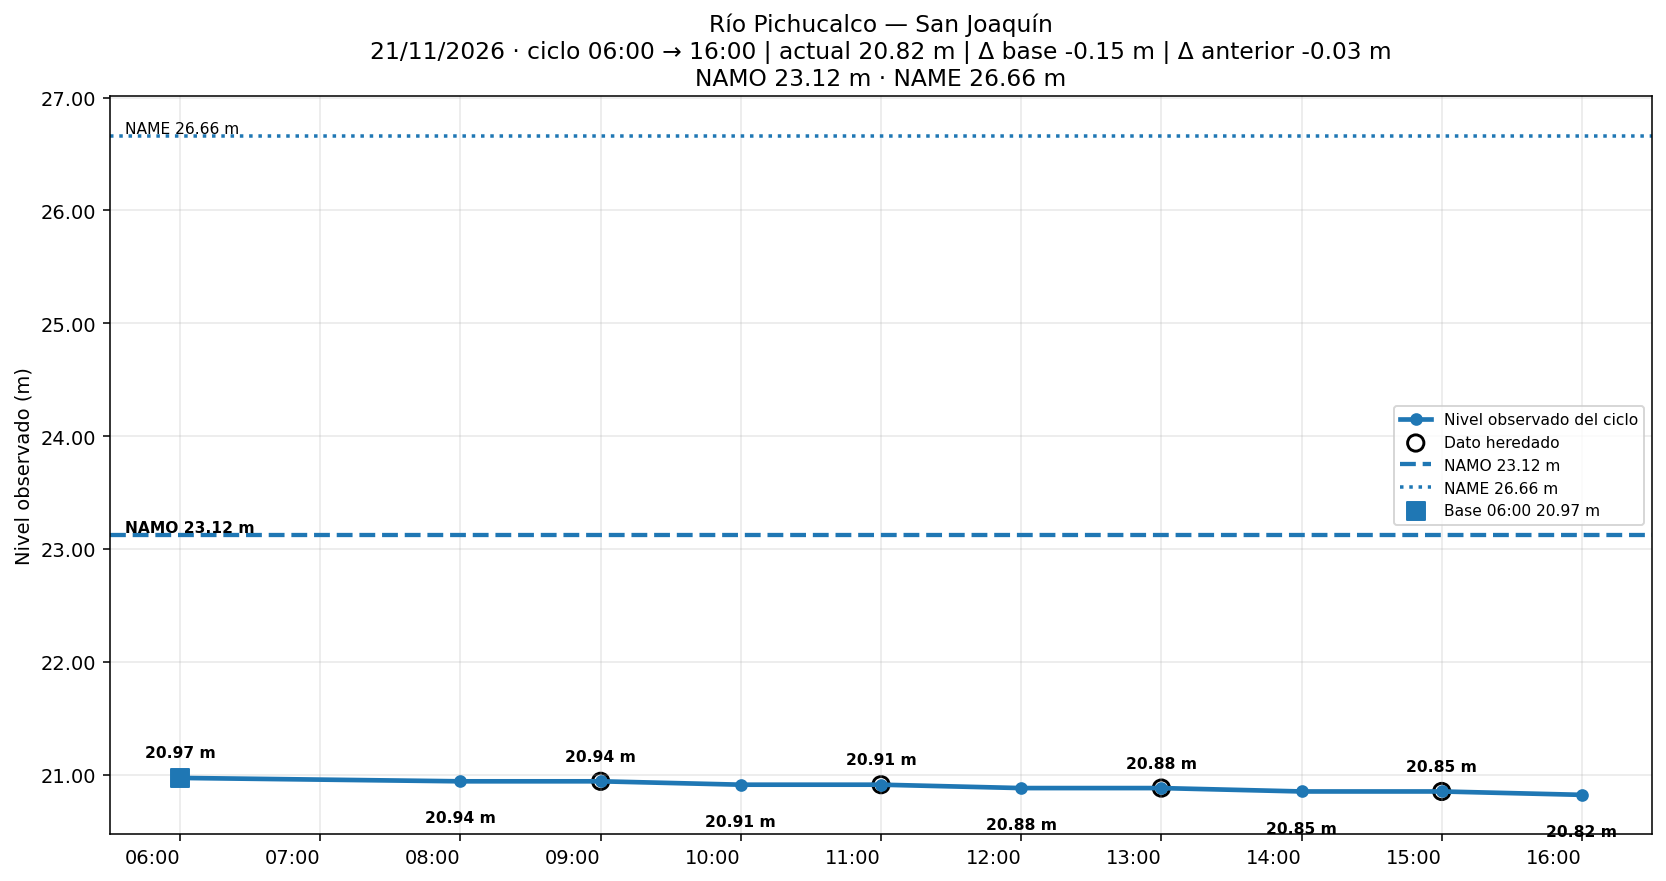 Río Pichucalco — San Joaquín
21/11/2026 · ciclo 06:00 → 16:00 | actual 20.82 m | Δ base -0.15 m | Δ anterior -0.03 m
NAMO 23.12 m · NAME 26.66 m
27.00
NAME 26.66 m
26.00
25.00
24.00
Nivel observado del ciclo
Dato heredado
NAMO 23.12 m
NAME 26.66 m
Base 06:00 20.97 m
NAMO 23.12 m
23.00
22.00
21.00
Nivel observado (m)
20.97 m
20.94 m
20.94 m
20.91 m
20.91 m
20.88 m
20.88 m
20.85 m
20.85 m
20.82 m
06:00 07:00 08:00 09:00 10:00 11:00 12:00 13:00 14:00 15:00 16:00